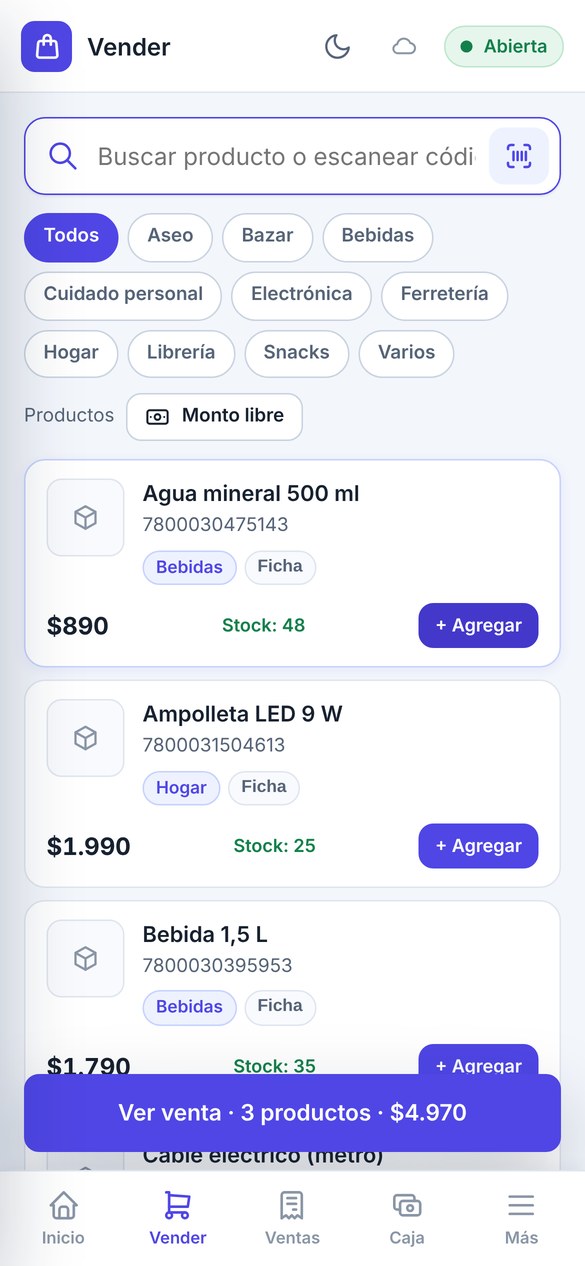 Vender
Abierta
Buscar producto o escanear códi
Todos Aseo Bazar Bebidas
Cuidado personal Electrónica Ferretería
Hogar Librería Snacks Varios
Productos Monto libre
Agua mineral 500 ml
7800030475143
Bebidas Ficha
$890 Stock: 48 + Agregar
Ampolleta LED 9 W
7800031504613
Hogar Ficha
$1.990 Stock: 25 + Agregar
Bebida 1,5 L
7800030395953
Bebidas Ficha
$1.790 Stock: 35 + Agregar
Ver venta · 3 productos · $4.970
Cable eléctrico (metro)
Inicio Vender Ventas Caja Más